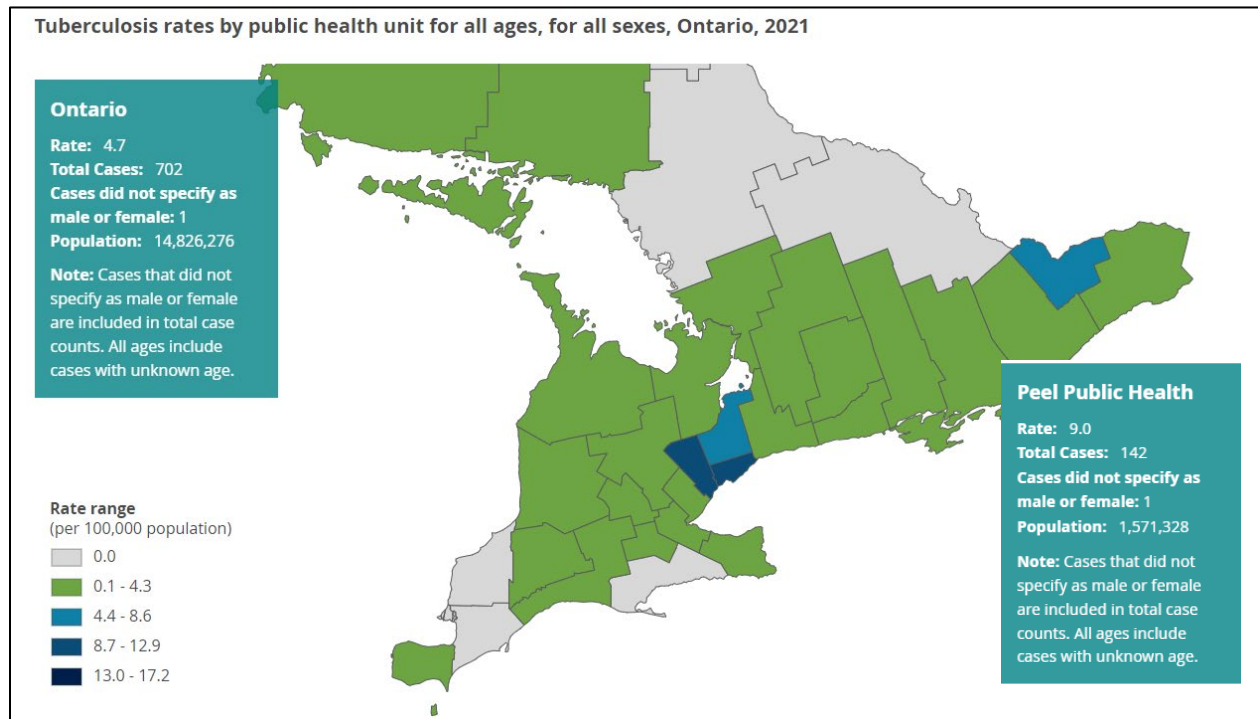 Tuberculosis rates by public health unit for all ages, for all sexes, Ontario, 2021
Ontario
Rate: 4.7
Total Cases: 702
Cases did not specify as
male or female: 1
Population: 14,826,276
Note: Cases that did not
specify as male or female
are included in total case
counts. All ages include
cases with unknown age.
Peel Public Health
Rate: 9.0
Total Cases: 142
Cases did not specify as
male or female: 1
Population: 1,571,328
Note: Cases that did not
specify as male or female
are included in total case
counts. All ages include
cases with unknown age.
Rate range
(per 100,000 population)
0.0
0.1 - 4.3
4.4 - 8.6
8.7 - 12.9
13.0 - 17.2